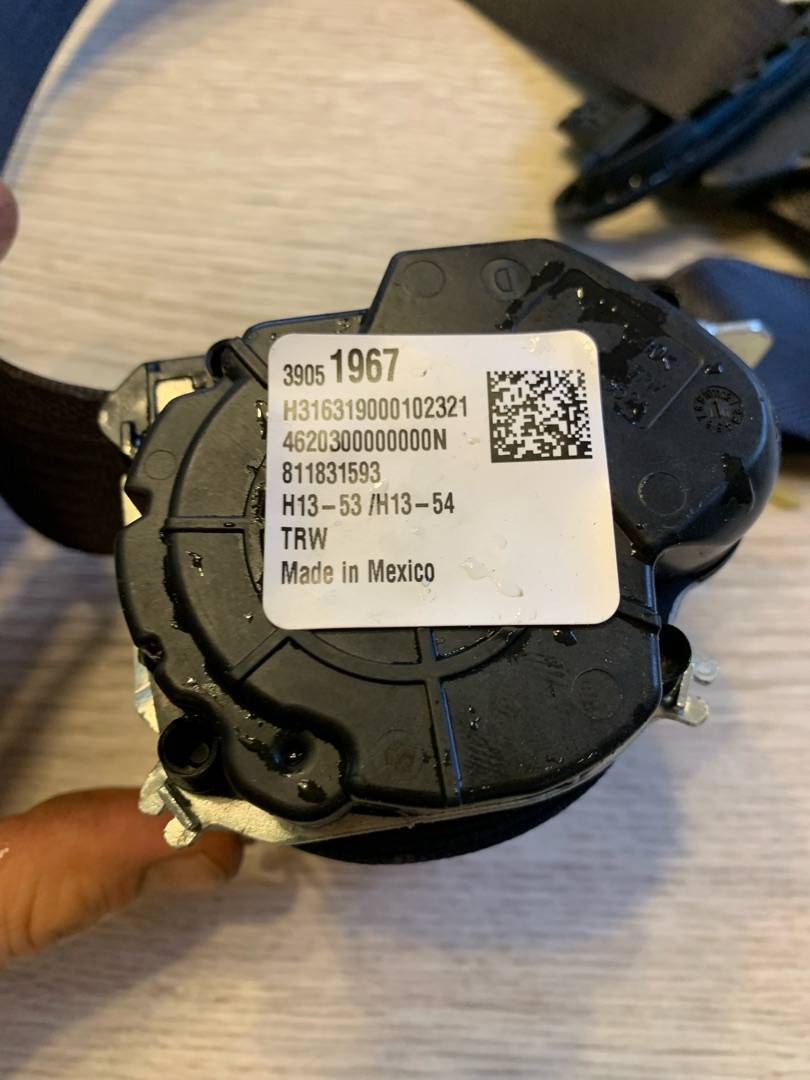 3905 1967
H316319000102321
4620300000000N
811831593
H13-53 /H13-54
TRW
Made in Mexico